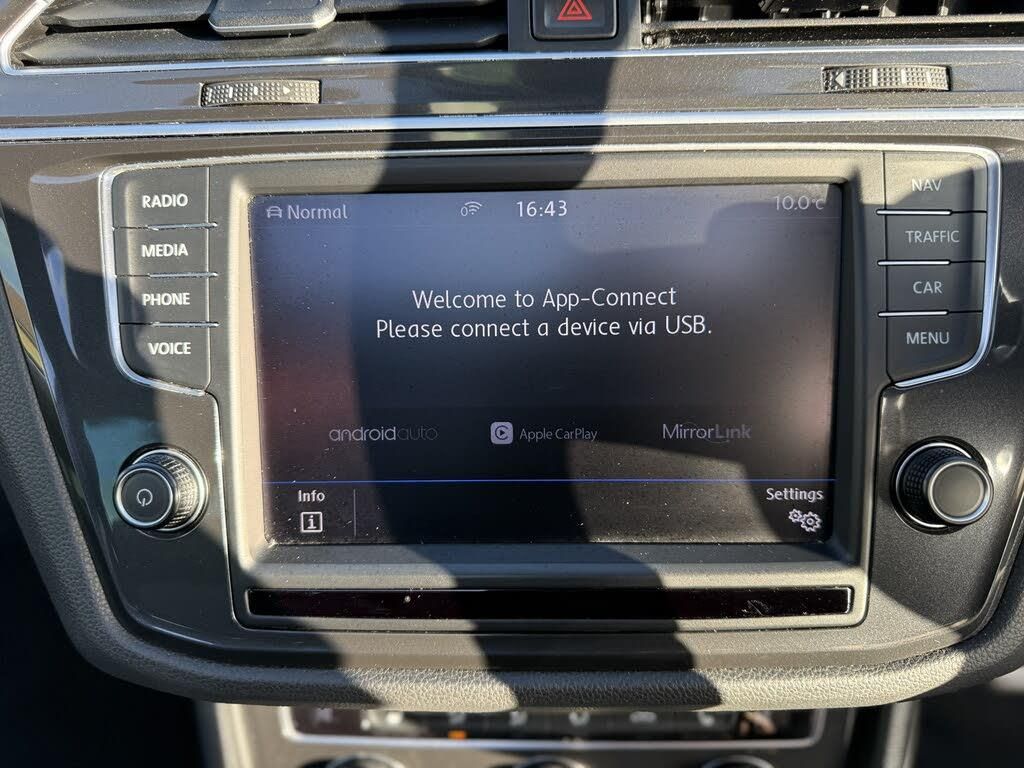 RADIO
MEDIA
PHONE
VOICE
Normal
0
16:43
10.0°C
Welcome to App-Connect
Please connect a device via USB.
androidauto
Apple CarPlay
MirrorLink
Info
i
Settings
NAV
TRAFFIC
CAR
MENU